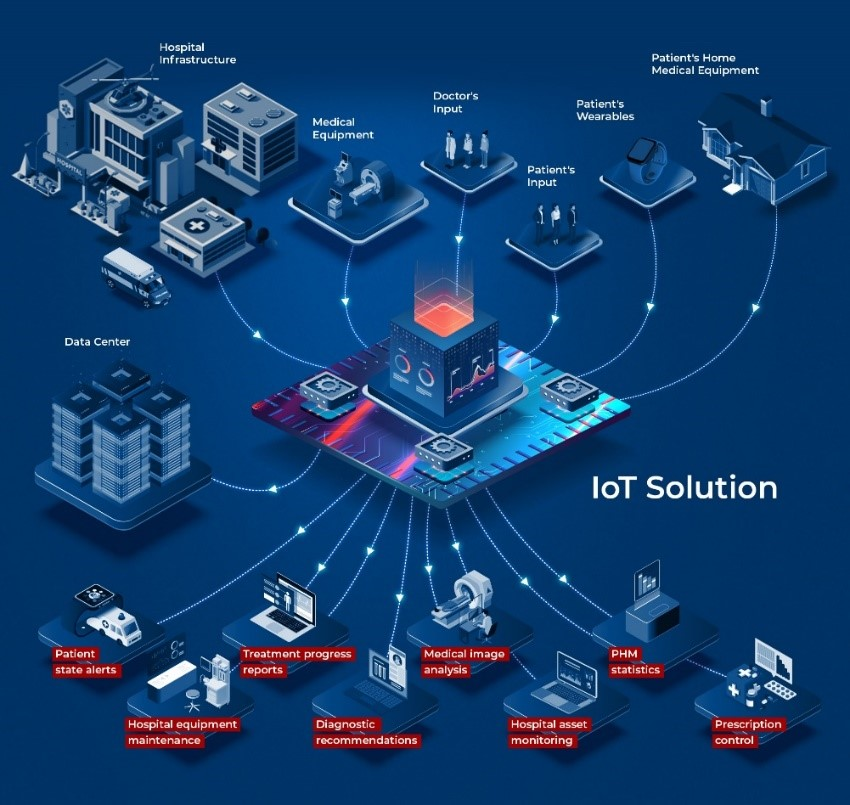 Hospital
Infrastructure
Patient's Home
Medical Equipment
Doctor's
Input
Patient's
Wearables
Medical
Equipment
Patient's
Input
HOSPITAL
Data Center
IoT Solution
Patient
state alerts
Treatment progress
reports
Medical image
analysis
PHM
statistics
Hospital equipment
maintenance
Diagnostic
recommendations
Hospital asset
monitoring
Prescription
control